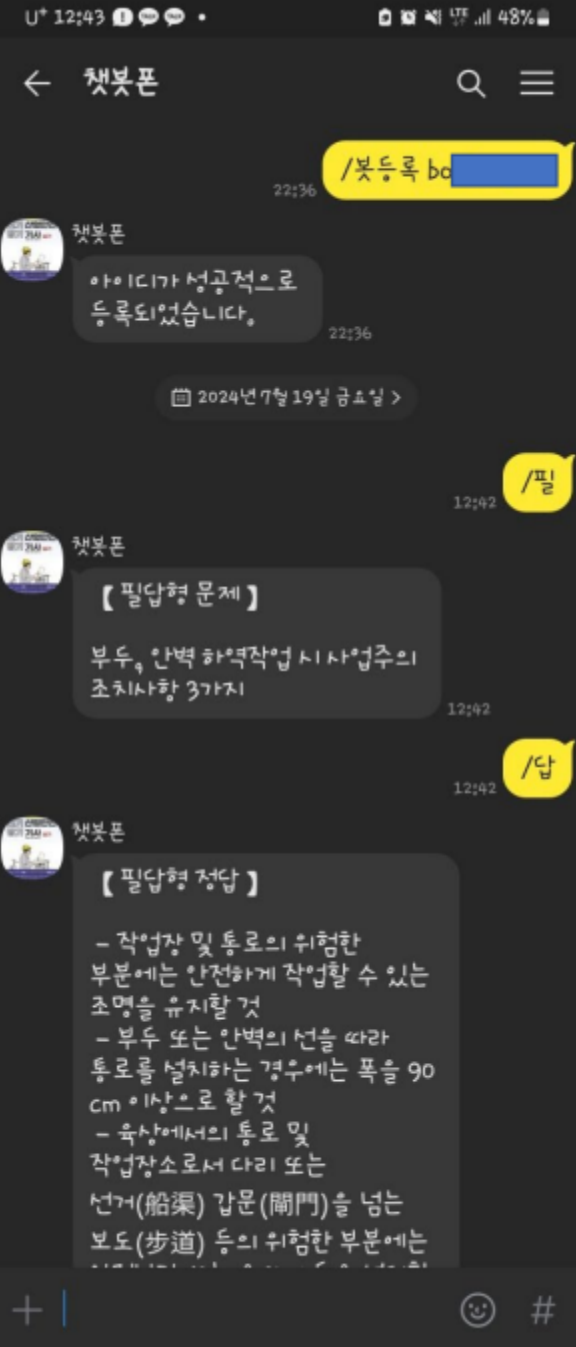 U+ 12:43
LTE 48%
챗봇폰
/봇등록 bo
22:36
챗봇폰
아이디가 성공적으로
등록되었습니다.
22:36
2024년 7월 19일 금요일 >
/필
12:42
챗봇폰
【 필답형 문제 】
부두, 안벽 하역작업 시 사업주의
조치사항 3가지
12:42
/답
12:42
챗봇폰
【 필답형 정답 】
- 작업장 및 통로의 위험한
부분에는 안전하게 작업할 수 있는
조명을 유지할 것
- 부두 또는 안벽의 선을 따라
통로를 설치하는 경우에는 폭을 90
cm 이상으로 할 것
- 육상에서의 통로 및
작업장소로서 다리 또는
선거(船渠) 갑문(閘門)을 넘는
보도(步道) 등의 위험한 부분에는